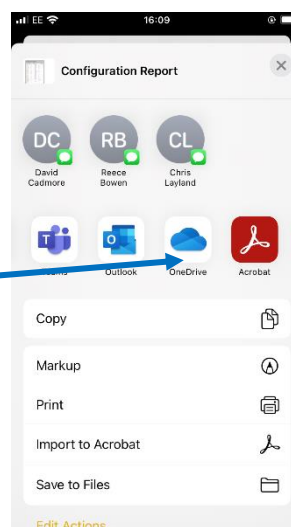 EE 16:09
Configuration Report
DC RB CL
David Reece Chris
Cadmore Bowen Layland
Outlook OneDrive Acrobat
Copy
Markup
Print
Import to Acrobat
Save to Files
Edit Actions